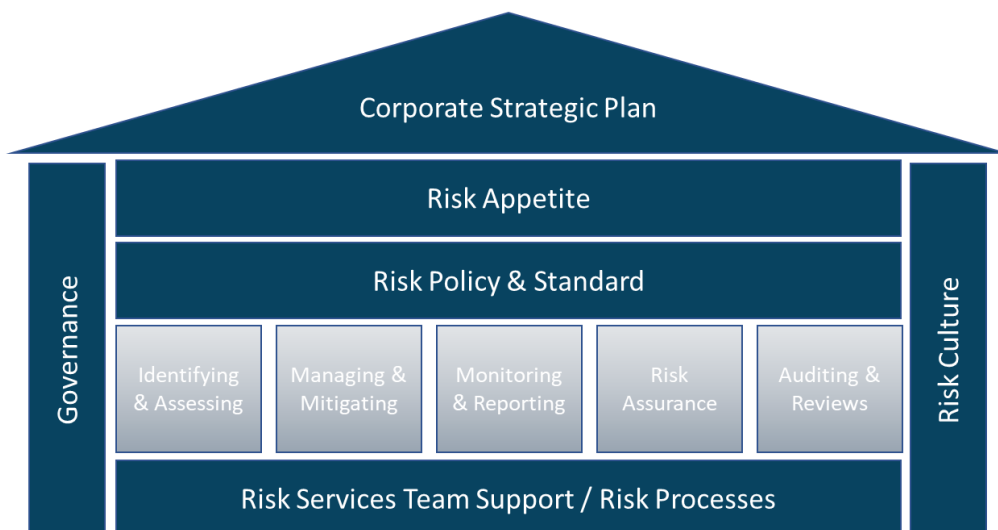 Corporate Strategic Plan
Risk Appetite
Risk Policy & Standard
Governance
Identifying
& Assessing
Managing &
Mitigating
Monitoring
& Reporting
Risk
Assurance
Auditing &
Reviews
Risk Culture
Risk Services Team Support / Risk Processes